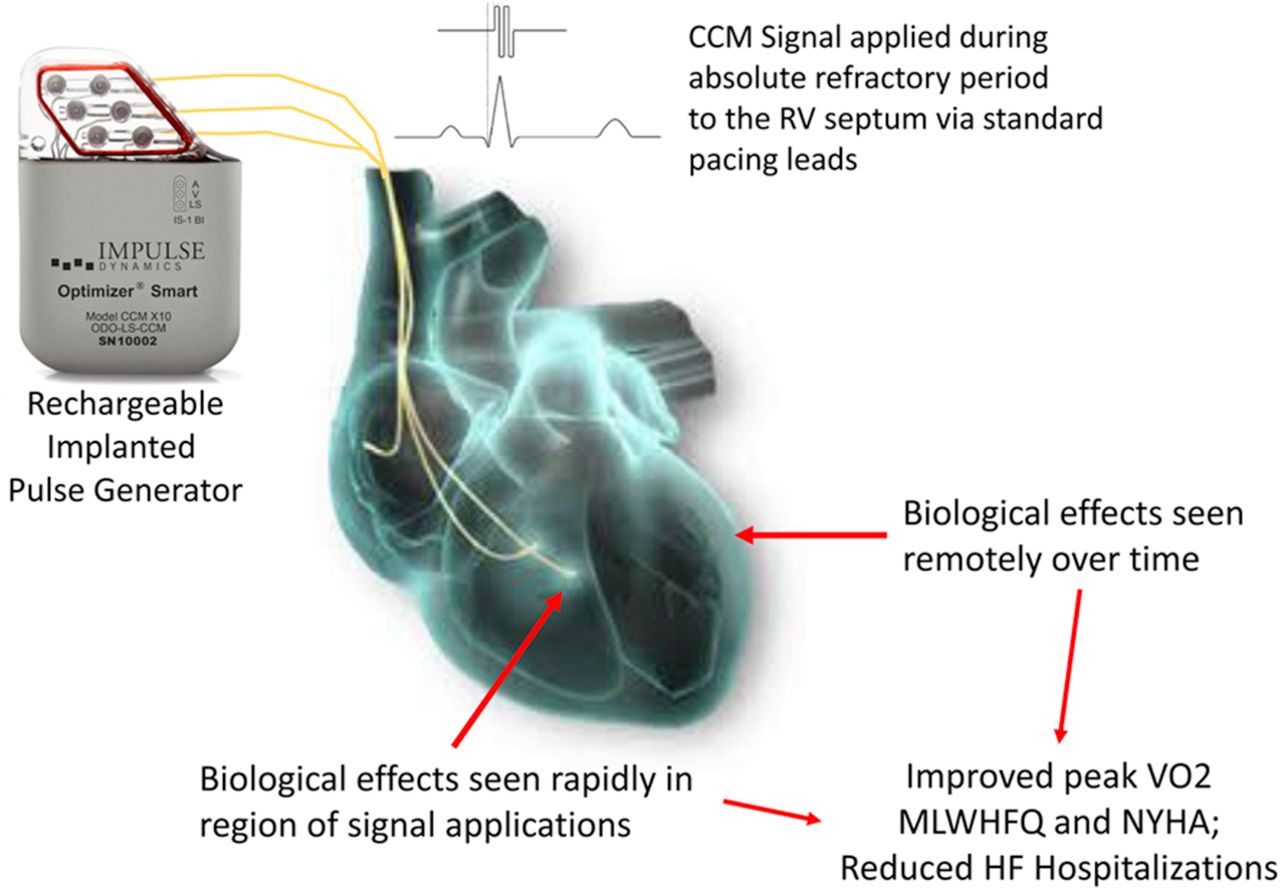 CCM Signal applied during
absolute refractory period
to the RV septum via standard
pacing leads
A
V
LS
IS-1 BI
IMPULSE
DYNAMICS
Optimizer® Smart
Model CCM X10
ODO-LS-CCM
SN10002
Rechargeable
Implanted
Pulse Generator
Biological effects seen
remotely over time
Biological effects seen rapidly in
region of signal applications
Improved peak VO2
MLWHFQ and NYHA;
Reduced HF Hospitalizations